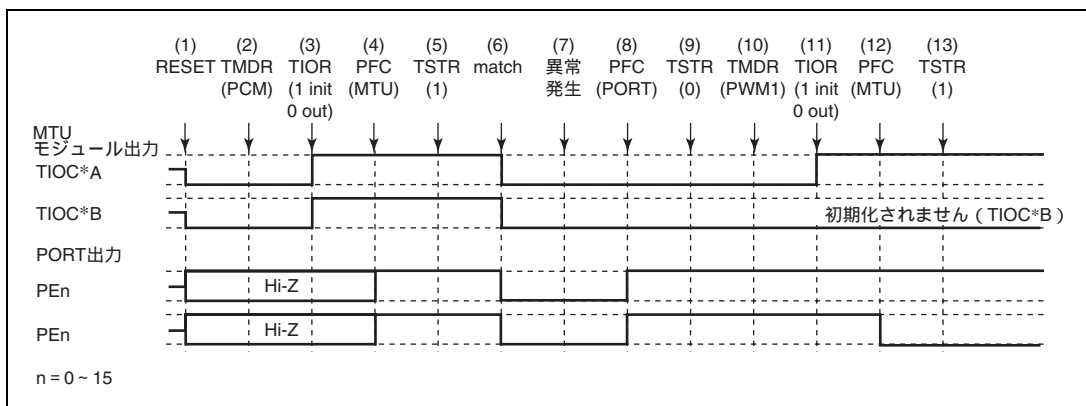 (1) (2) (3) (4) (5) (6) (7) (8) (9) (10) (11) (12) (13)
RESET TMDR TIOR PFC TSTR match 異常 PFC TSTR TMDR TIOR PFC TSTR
(PCM) (1 init (MTU) (1) 発生 (PORT) (0) (PWM1) (1 init (MTU) (1)
0 out) 0 out)
MTU
モジュール出力
TIOC*A
TIOC*B 初期化されません(TIOC*B)
PORT出力
PEn Hi-Z
PEn Hi-Z
n = 0 ~ 15